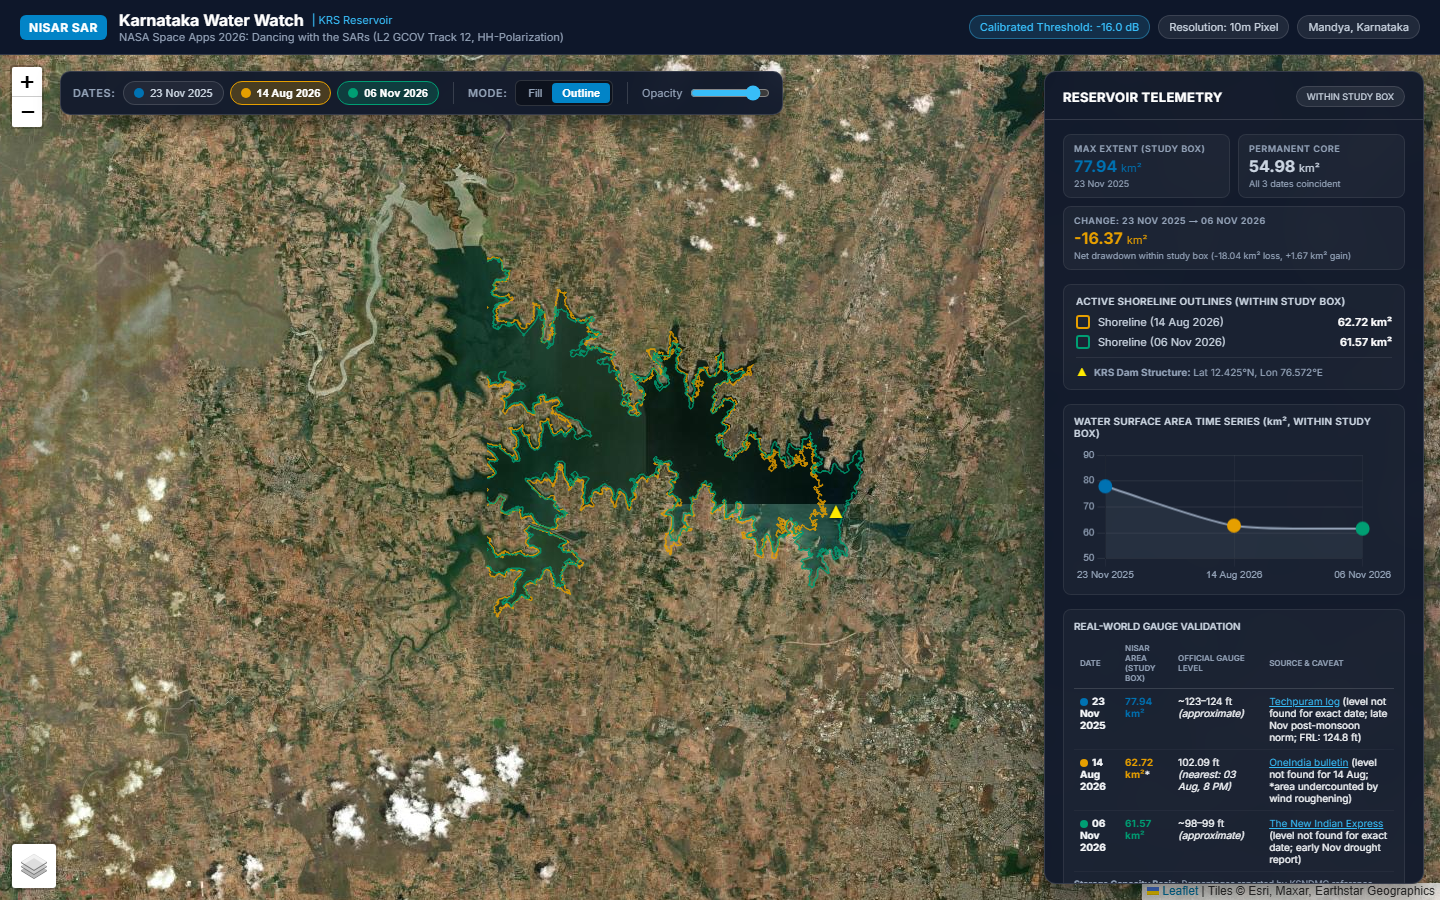 NISAR SAR
Karnataka Water Watch | KRS Reservoir
NASA Space Apps 2026: Dancing with the SARs (L2 GCOV Track 12, HH-Polarization)
Calibrated Threshold: -16.0 dB
Resolution: 10m Pixel
Mandya, Karnataka
+
−
DATES: 23 Nov 2025 14 Aug 2026 06 Nov 2026 MODE: Fill Outline Opacity
RESERVOIR TELEMETRY
WITHIN STUDY BOX
MAX EXTENT (STUDY BOX)
77.94 km²
23 Nov 2025
PERMANENT CORE
54.98 km²
All 3 dates coincident
CHANGE: 23 NOV 2025 → 06 NOV 2026
-16.37 km²
Net drawdown within study box (-18.04 km² loss, +1.67 km² gain)
ACTIVE SHORELINE OUTLINES (WITHIN STUDY BOX)
Shoreline (14 Aug 2026) 62.72 km²
Shoreline (06 Nov 2026) 61.57 km²
KRS Dam Structure: Lat 12.425°N, Lon 76.572°E
WATER SURFACE AREA TIME SERIES (km², WITHIN STUDY
BOX)
90
80
70
60
50
23 Nov 2025 14 Aug 2026 06 Nov 2026
REAL-WORLD GAUGE VALIDATION
DATE
NISAR
AREA
(STUDY
BOX)
OFFICIAL GAUGE
LEVEL
SOURCE & CAVEAT
23
Nov
2025
77.94
km²
~123–124 ft
(approximate)
Techpuram log (level not
found for exact date; late
Nov post-monsoon
norm; FRL: 124.8 ft)
14
Aug
2026
62.72
km²*
102.09 ft
(nearest: 03
Aug, 8 PM)
OneIndia bulletin (level
not found for 14 Aug;
*area undercounted by
wind roughening)
06
Nov
2026
61.57
km²
~98–99 ft
(approximate)
The New Indian Express
(level not found for exact
date; early Nov drought
report)
Leaflet | Tiles © Esri, Maxar, Earthstar Geographics